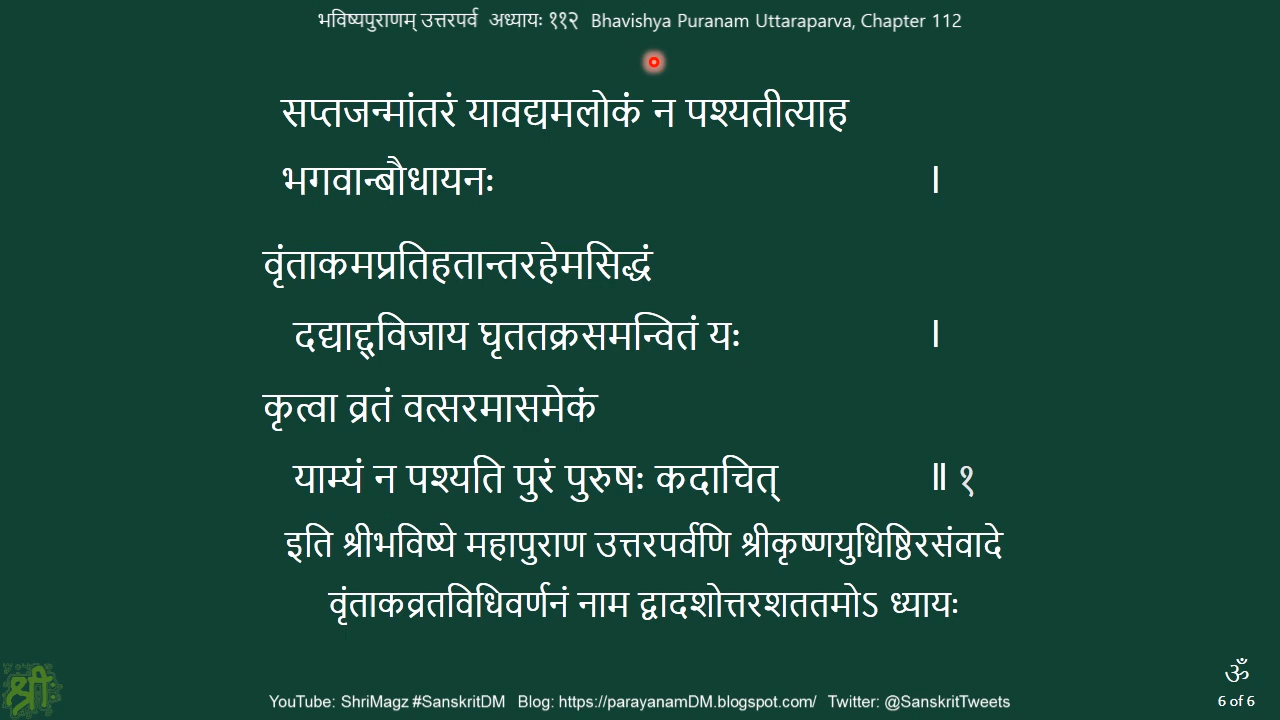 भविष्यपुराणम् उत्तरपर्व अध्यायः ११२ Bhavishya Puranam Uttaraparva, Chapter 112
सप्तजन्मांतरं यावद्यमलोकं न पश्यतीत्याह
भगवान्बौधायनः ।
वृंताकमप्रतिहतान्तरहेमसिद्धं
दद्याद्द्विजाय घृततक्रसमन्वितं यः ।
कृत्वा व्रतं वत्सरमासमेकं
याम्यं न पश्यति पुरं पुरुषः कदाचित् ॥ १
इति श्रीभविष्ये महापुराण उत्तरपर्वणि श्रीकृष्णयुधिष्ठिरसंवादे
वृंताकव्रतविधिवर्णनं नाम द्वादशोत्तरशततमोऽ ध्यायः
श्री
ॐ
YouTube: ShriMagz #SanskritDM Blog: https://parayanamDM.blogspot.com/ Twitter: @SanskritTweets
6 of 6